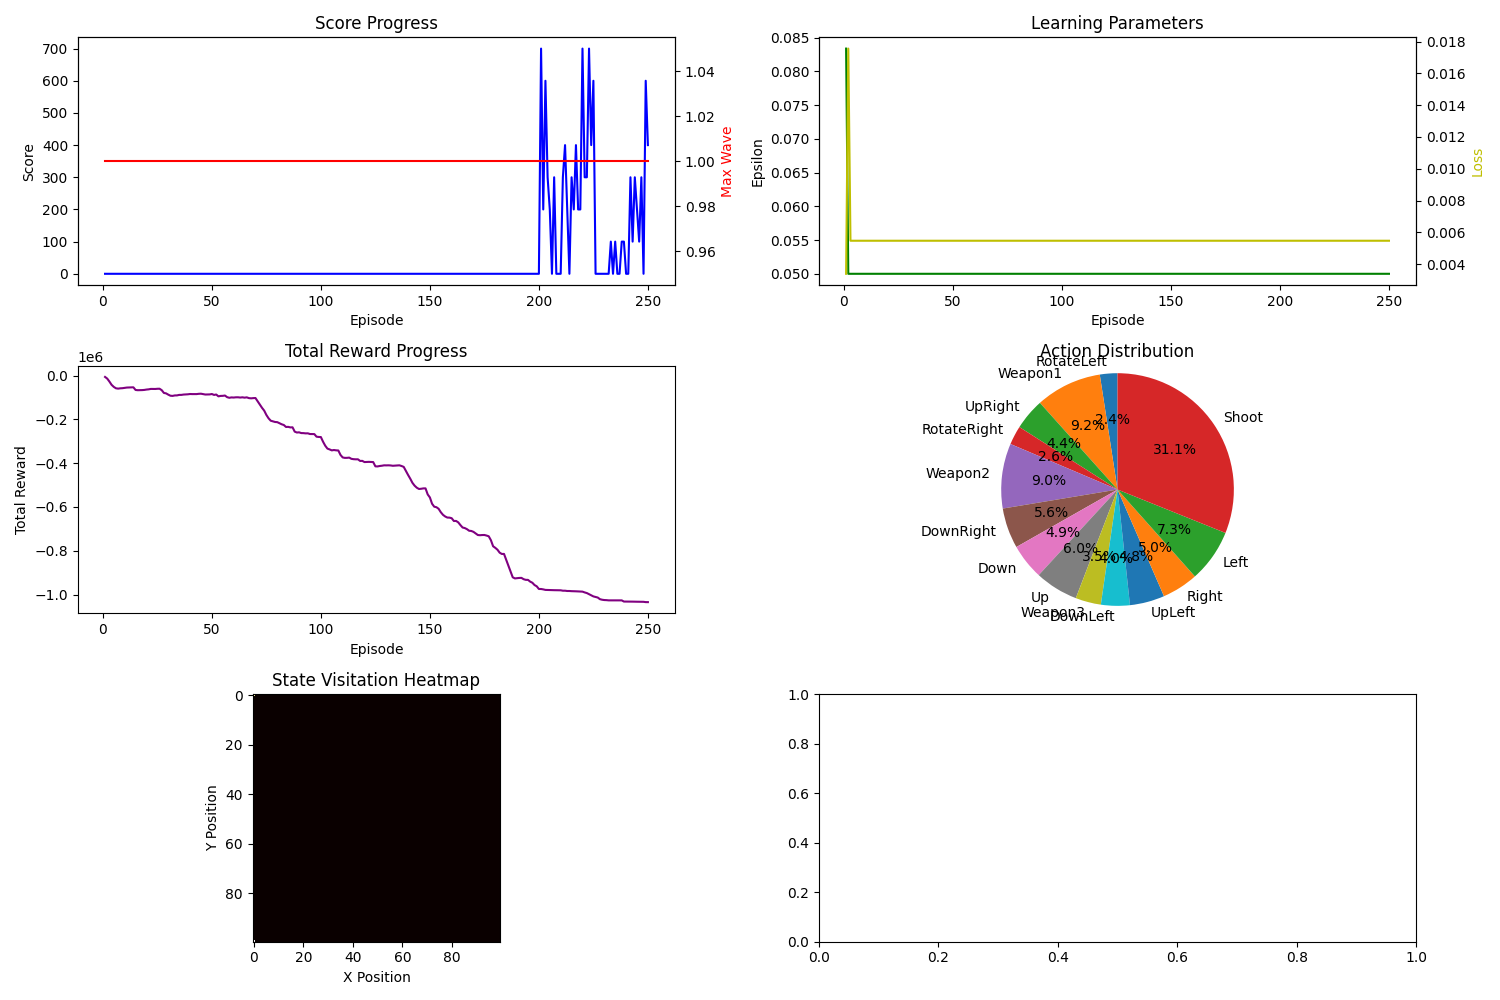 Score Progress
700
600
500
400
300
200
100
0
Score
1.04
1.02
1.00
0.98
0.96
Max Wave
0
50
100
150
200
250
Episode
Learning Parameters
0.085
0.080
0.075
0.070
0.065
0.060
0.055
0.050
Epsilon
0.018
0.016
0.014
0.012
0.010
0.008
0.006
0.004
Loss
0
50
100
150
200
250
Episode
Total Reward Progress
1e6
0.0
−0.2
−0.4
−0.6
−0.8
−1.0
Total Reward
0
50
100
150
200
250
Episode
Action Distribution
RotateLeft
2.4%
Weapon1
9.2%
UpRight
4.4%
RotateRight
2.6%
Weapon2
9.0%
DownRight
5.6%
Down
4.9%
Up
6.0%
Weapon3
3.5%
DownLeft
4.0%
UpLeft
4.8%
Right
5.0%
Left
7.3%
Shoot
31.1%
State Visitation Heatmap
0
20
40
60
80
Y Position
0
20
40
60
80
X Position
1.0
0.8
0.6
0.4
0.2
0.0
0.0
0.2
0.4
0.6
0.8
1.0